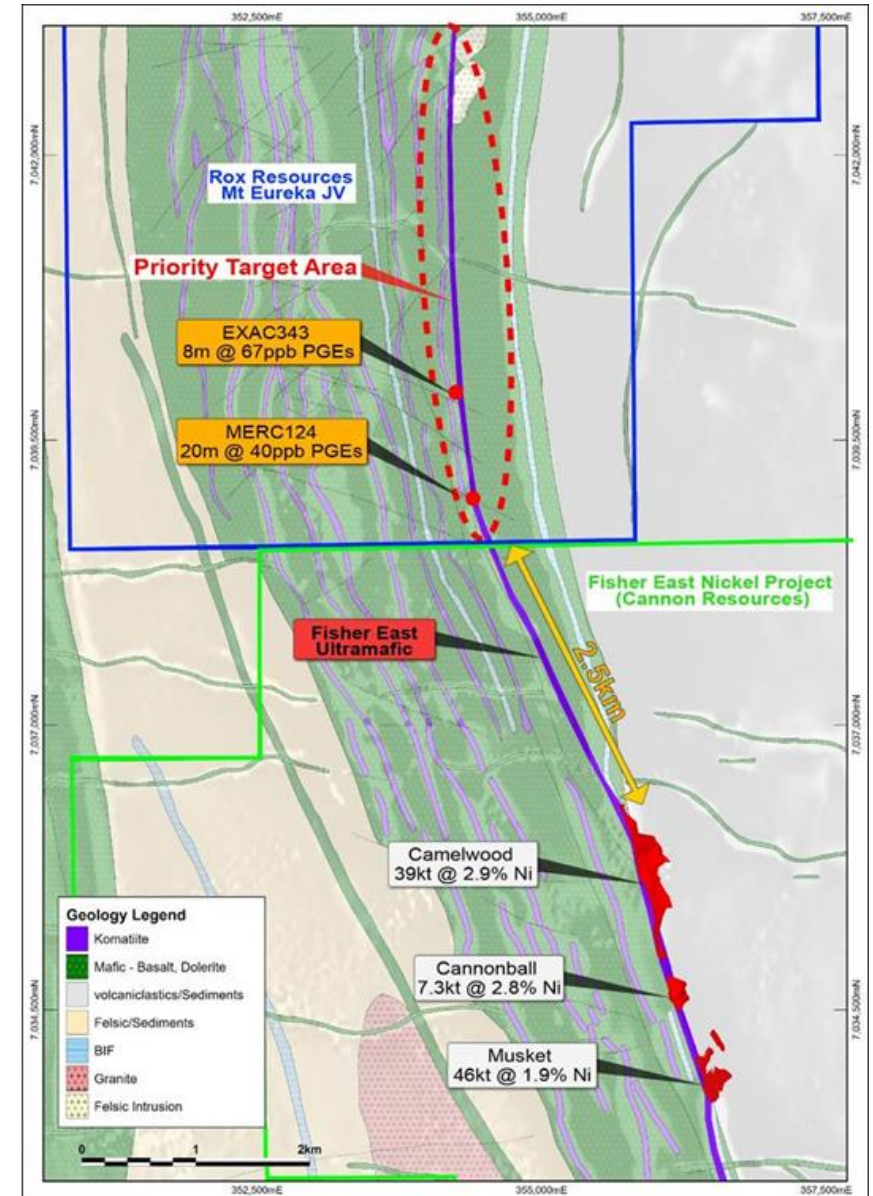 352,500mE
355,000mE
357,500mE
7,042,000mN
7,042,000mN
Rox Resources
Mt Eureka JV
Priority Target Area
EXAC343
8m @ 67ppb PGEs
MERC124
20m @ 40ppb PGEs
7,039,500mN
7,039,500mN
Fisher East Nickel Project
(Cannon Resources)
Fisher East
Ultramafic
2.5km
7,037,000mN
7,037,000mN
Camelwood
39kt @ 2.9% Ni
Cannonball
7.3kt @ 2.8% Ni
Musket
46kt @ 1.9% Ni
7,034,500mN
7,034,500mN
Geology Legend
Komatiite
Mafic - Basalt, Dolerite
volcaniclastics/Sediments
Felsic/Sediments
BIF
Granite
Felsic Intrusion
0 1 2km
352,500mE
355,000mE
357,500mE